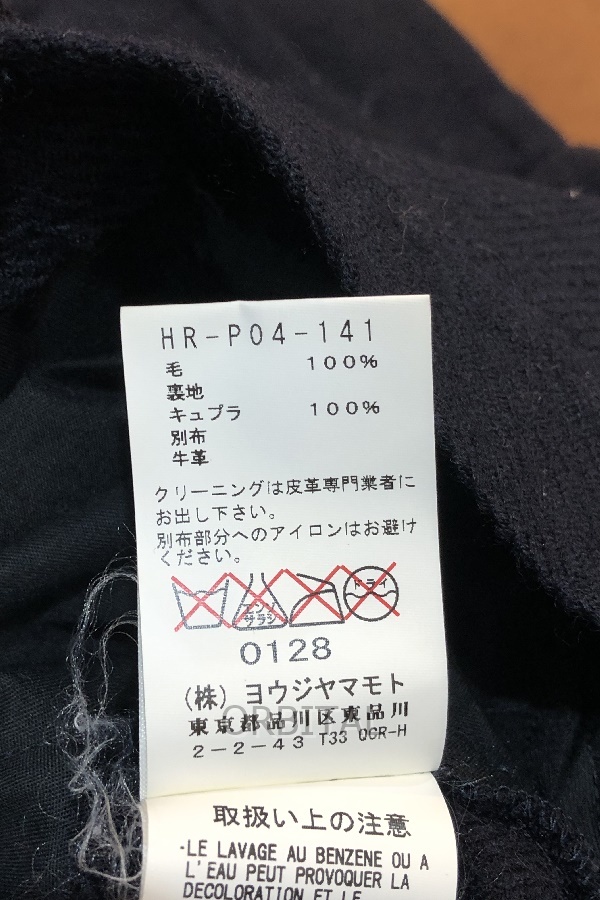 HR-P04-141
毛 100%
裏地
キュプラ 100%
別布
牛革
クリーニングは皮革専門業者に
お出し下さい。
別布部分へのアイロンはお避け
ください。
エンソ
サラシ
ドライ
0128
(株) ヨウジヤマモト
ORBITAL
東京都品川区東品川
2-2-43 T33 OCR-H
取扱い上の注意
・LE LAVAGE AU BENZENE OU A
L'EAU PEUT PROVOQUER LA
DECOLORATION ET LE